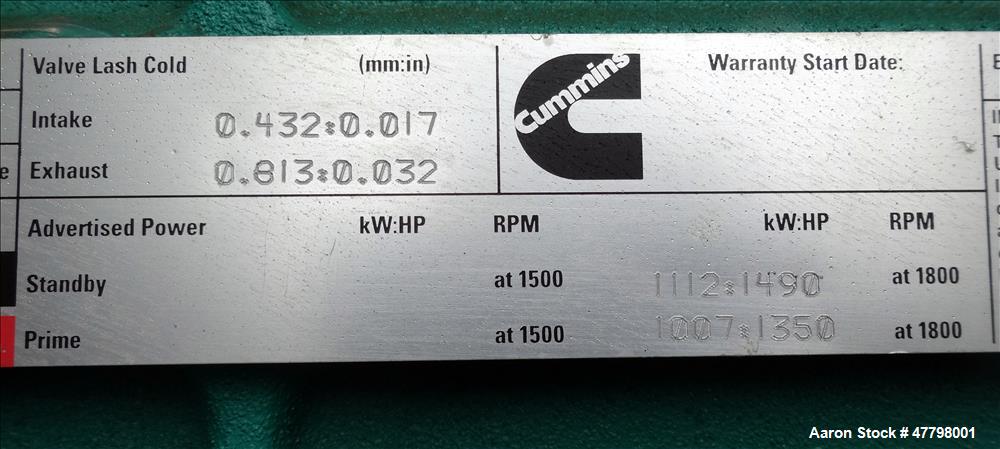 Valve Lash Cold (mm:in)
Intake 0.432:0.017
Exhaust 0.813:0.032
Cummins
Warranty Start Date:
Advertised Power kW:HP RPM kW:HP RPM
Standby at 1500 1112:1490 at 1800
Prime at 1500 1007:1350 at 1800
Aaron Stock # 47798001